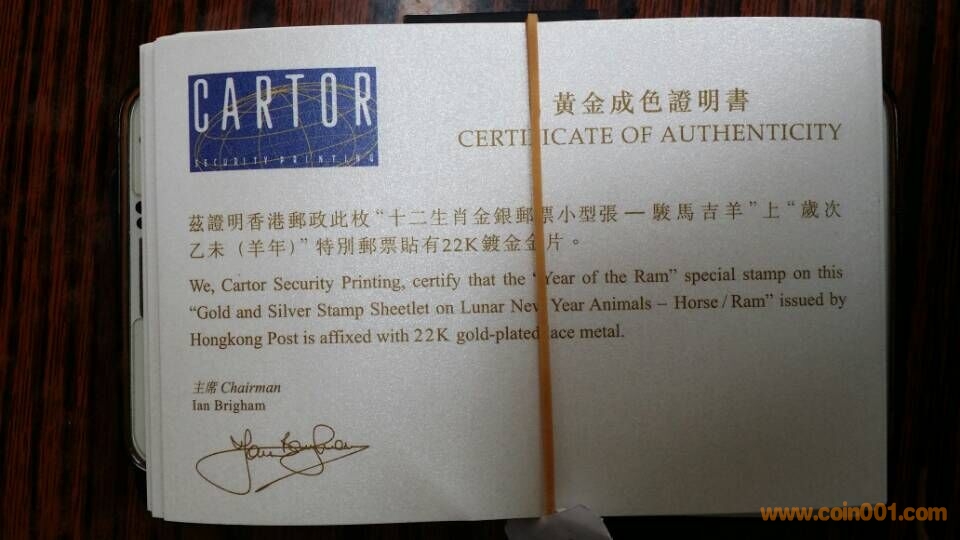 CARTOR
SECURITY PRINTING
黃金成色證明書
CERTIFICATE OF AUTHENTICITY
茲證明香港郵政此枚“十二生肖金銀郵票小型張 — 駿馬吉羊”上“歲次
乙未（羊年）”特別郵票貼有22K鍍金金片。
We, Cartor Security Printing, certify that the “Year of the Ram” special stamp on this
“Gold and Silver Stamp Sheetlet on Lunar New Year Animals – Horse / Ram” issued by
Hongkong Post is affixed with 22K gold-plated face metal.
主席 Chairman
Ian Brigham
www.coin001.com